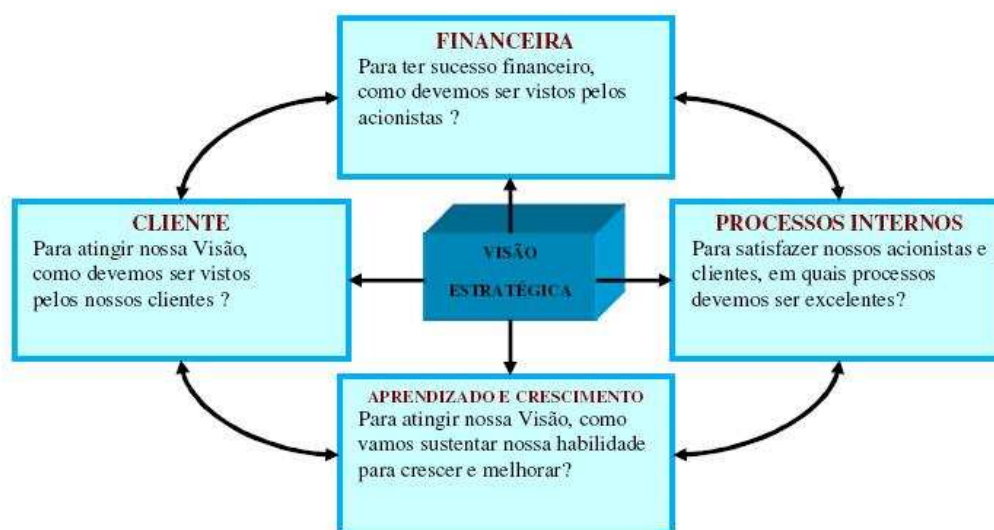 FINANCEIRA
Para ter sucesso financeiro,
como devemos ser vistos pelos
acionistas ?
CLIENTE
Para atingir nossa Visão,
como devemos ser vistos
pelos nossos clientes ?
VISÃO
ESTRATÉGICA
PROCESSOS INTERNOS
Para satisfazer nossos acionistas e
clientes, em quais processos
devemos ser excelentes?
APRENDIZADO E CRESCIMENTO
Para atingir nossa Visão, como
vamos sustentar nossa habilidade
para crescer e melhorar?